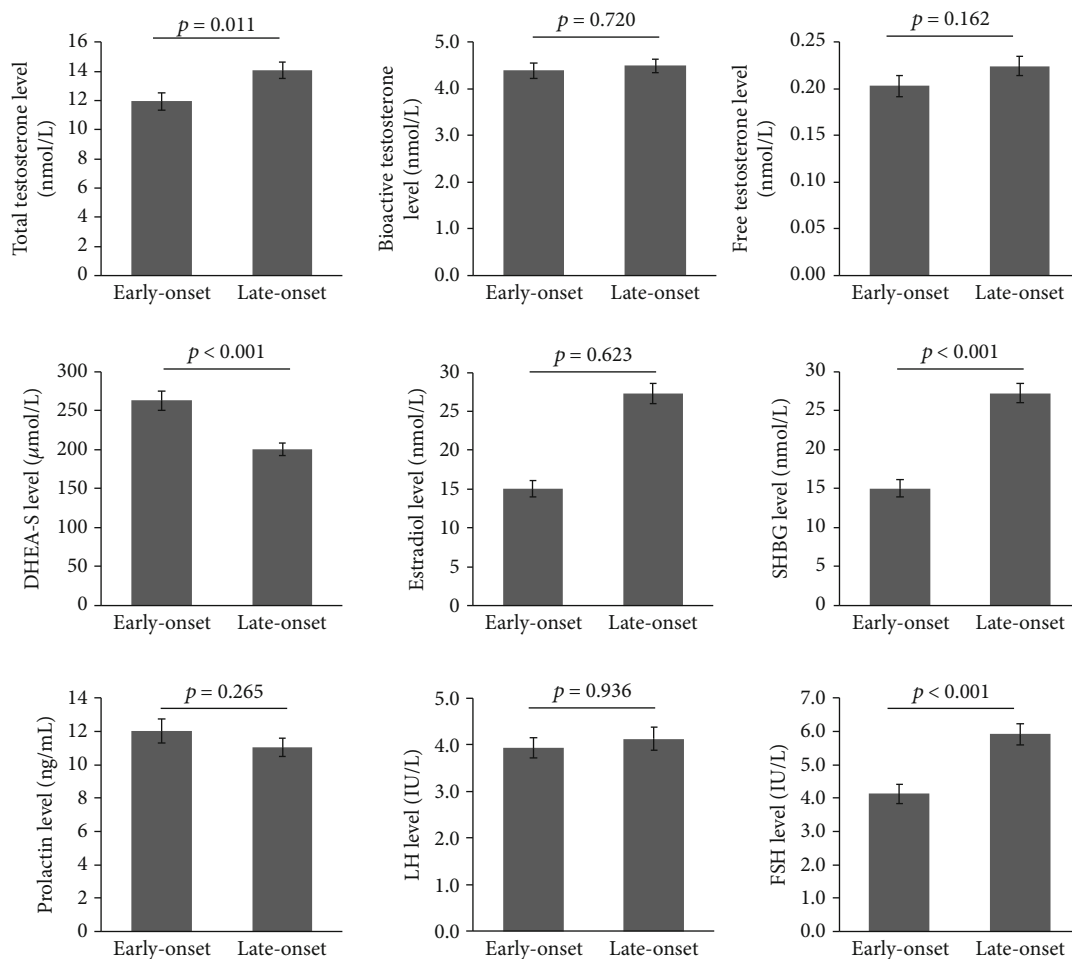 p = 0.011
Total testosterone level
(nmol/L)
16
14
12
10
8
6
4
2
0
Early-onset Late-onset
p = 0.720
Bioactive testosterone
level (nmol/L)
5.0
4.0
3.0
2.0
1.0
0.0
Early-onset Late-onset
p = 0.162
Free testosterone level
(nmol/L)
0.25
0.20
0.15
0.10
0.05
0.00
Early-onset Late-onset
p < 0.001
DHEA-S level (μmol/L)
300
250
200
150
100
50
0
Early-onset Late-onset
p = 0.623
Estradiol level (nmol/L)
30
25
20
15
10
5
0
Early-onset Late-onset
p < 0.001
SHBG level (nmol/L)
30
25
20
15
10
5
0
Early-onset Late-onset
p = 0.265
Prolactin level (ng/mL)
14
12
10
8
6
4
2
0
Early-onset Late-onset
p = 0.936
LH level (IU/L)
5.0
4.0
3.0
2.0
1.0
0.0
Early-onset Late-onset
p < 0.001
FSH level (IU/L)
7.0
6.0
5.0
4.0
3.0
2.0
1.0
0.0
Early-onset Late-onset